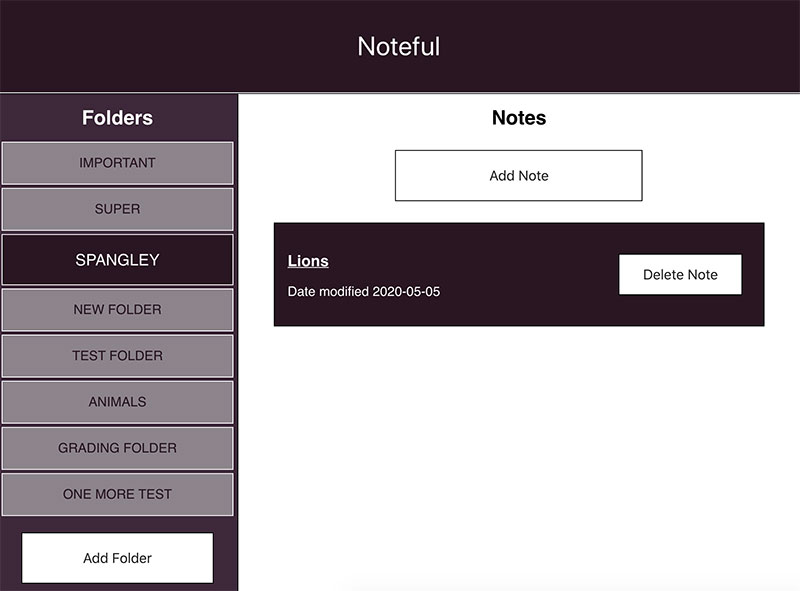 Noteful
Folders
IMPORTANT
SUPER
SPANGLEY
NEW FOLDER
TEST FOLDER
ANIMALS
GRADING FOLDER
ONE MORE TEST
Add Folder
Notes
Add Note
Lions
Date modified 2020-05-05
Delete Note